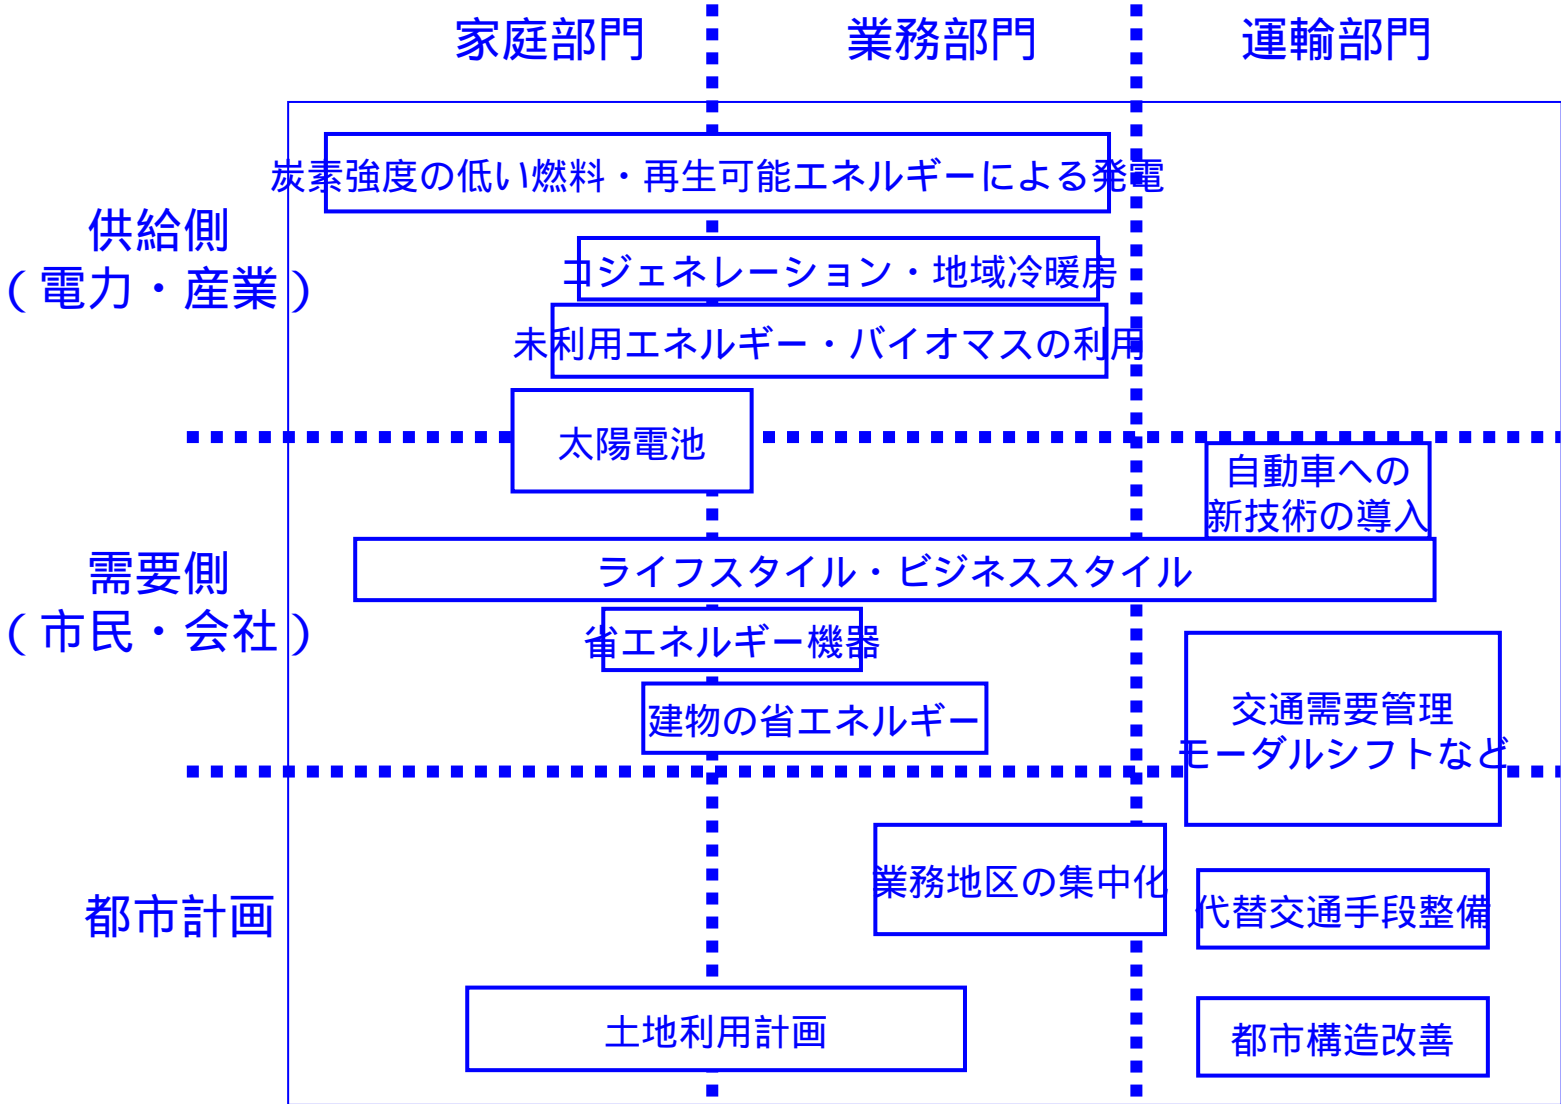 家庭部門
業務部門
運輸部門
炭素強度の低い燃料・再生可能エネルギーによる発電
供給側
（電力・産業）
コジェネレーション・地域冷暖房
未利用エネルギー・バイオマスの利用
太陽電池
自動車への
新技術の導入
需要側
（市民・会社）
ライフスタイル・ビジネススタイル
省エネルギー機器
建物の省エネルギー
交通需要管理
モーダルシフトなど
都市計画
業務地区の集中化
代替交通手段整備
土地利用計画
都市構造改善